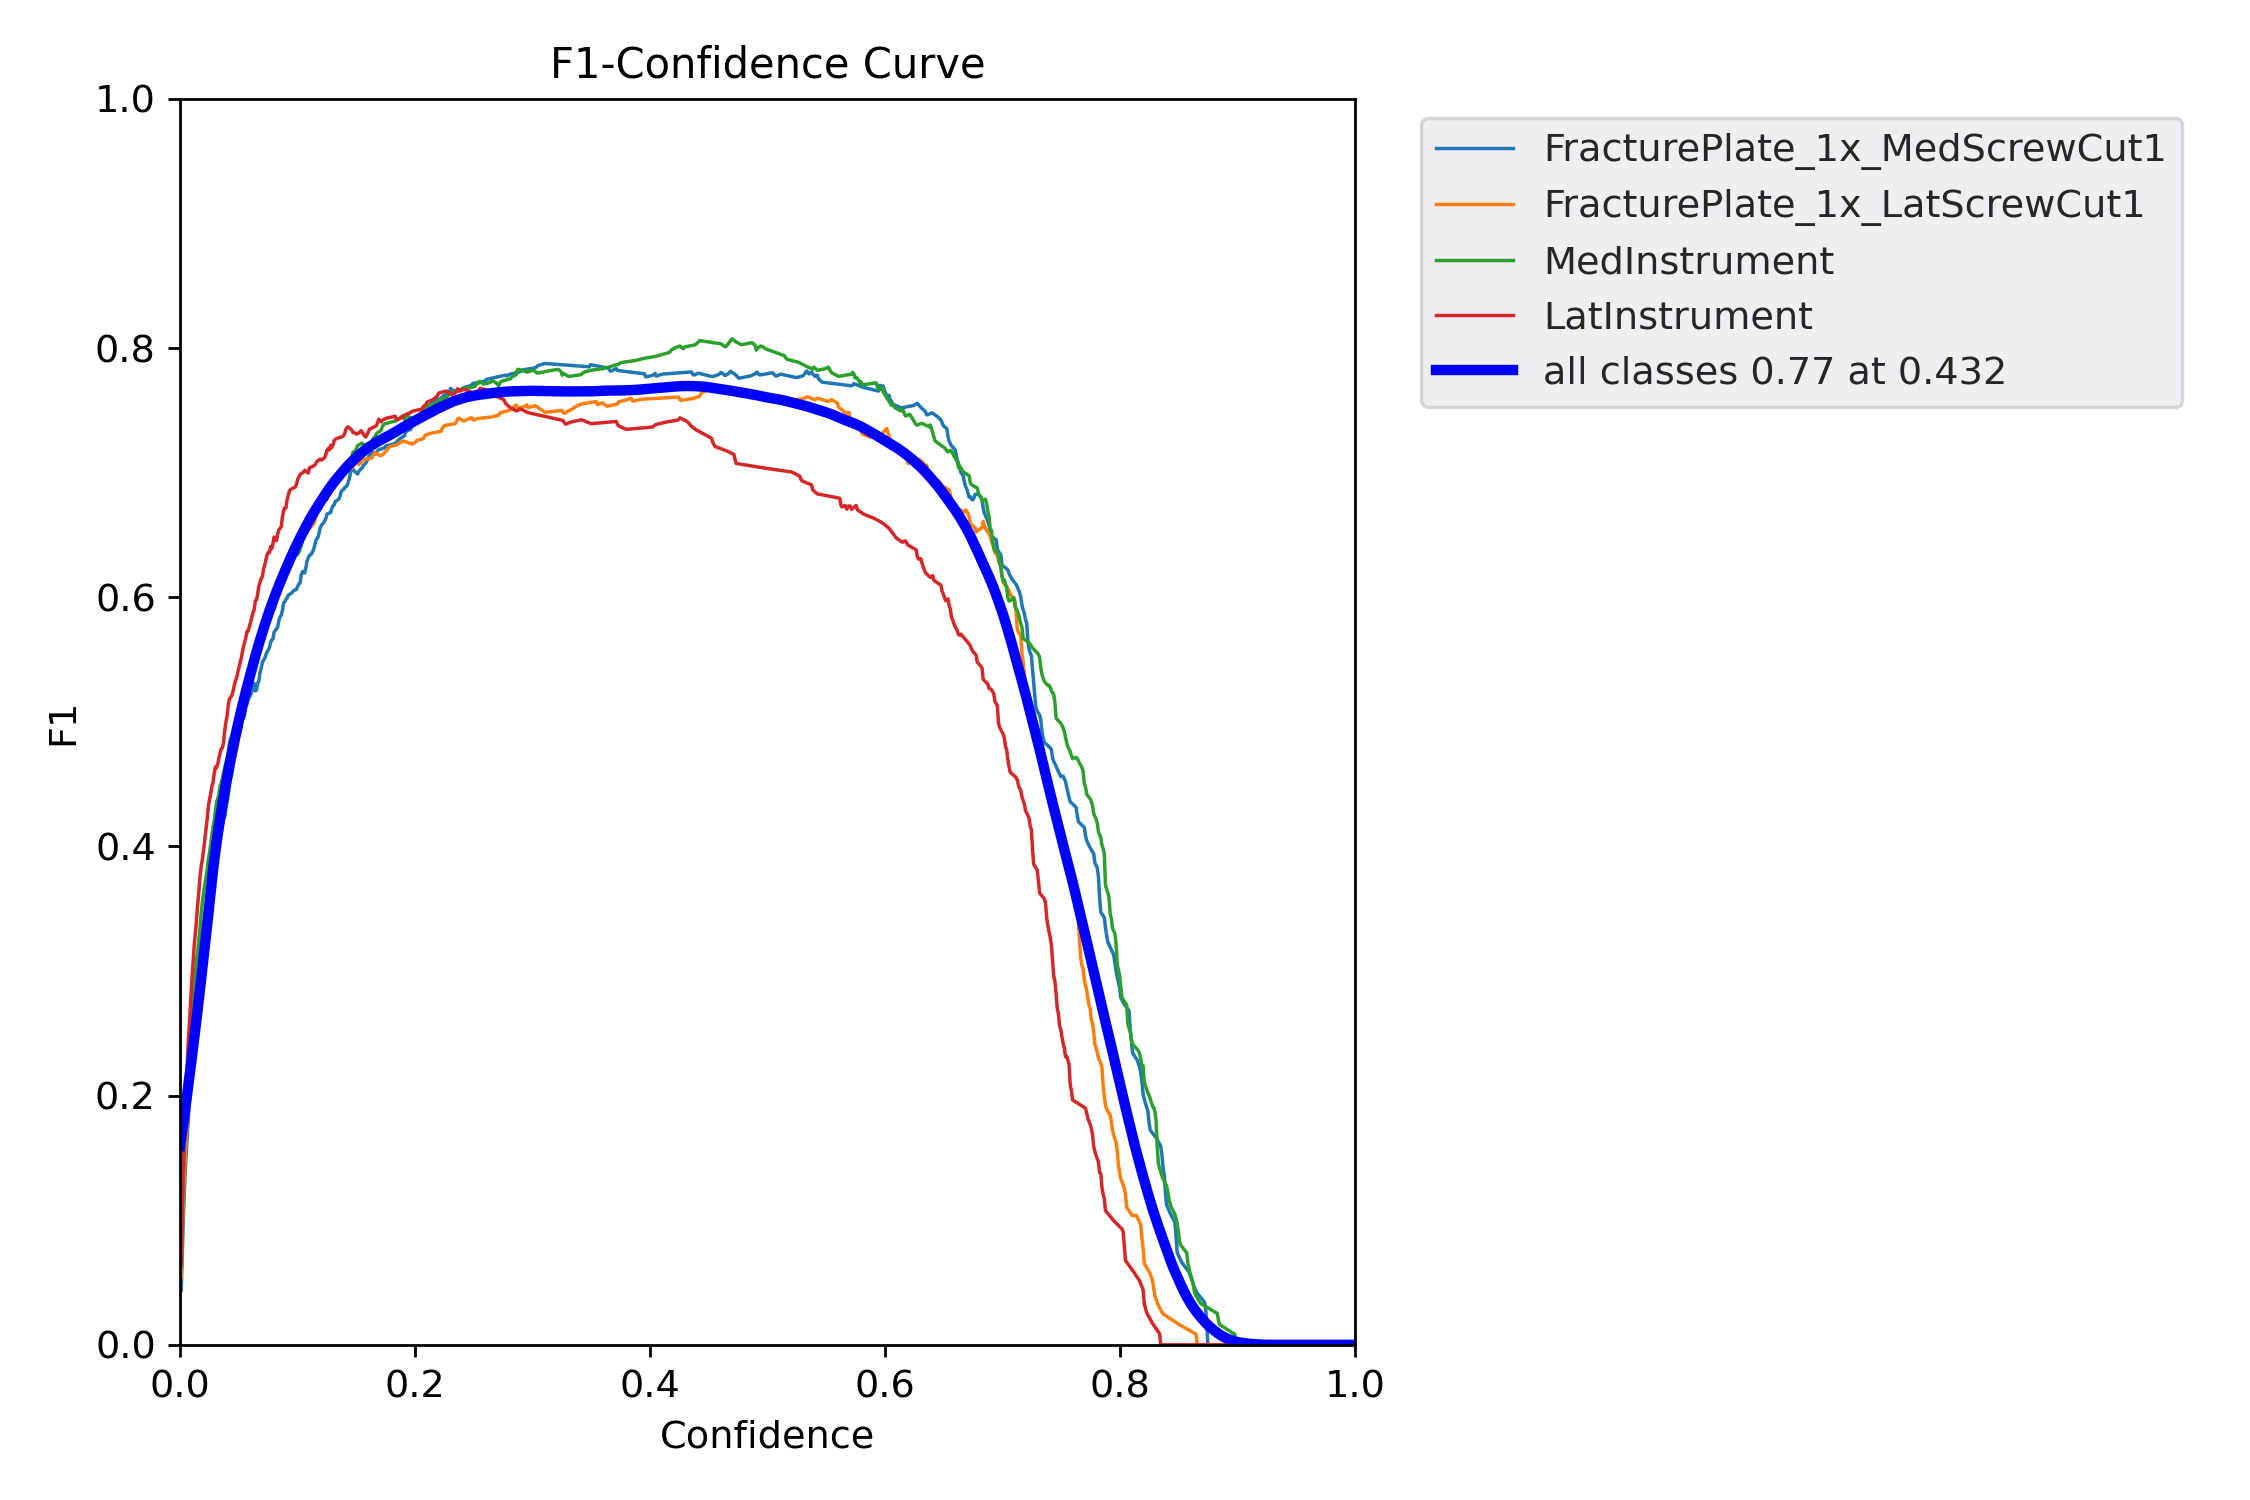 F1-Confidence Curve
1.0
0.8
0.6
0.4
0.2
0.0
F1
0.0 0.2 0.4 0.6 0.8 1.0
Confidence
FracturePlate_1x_MedScrewCut1
FracturePlate_1x_LatScrewCut1
MedInstrument
LatInstrument
all classes 0.77 at 0.432